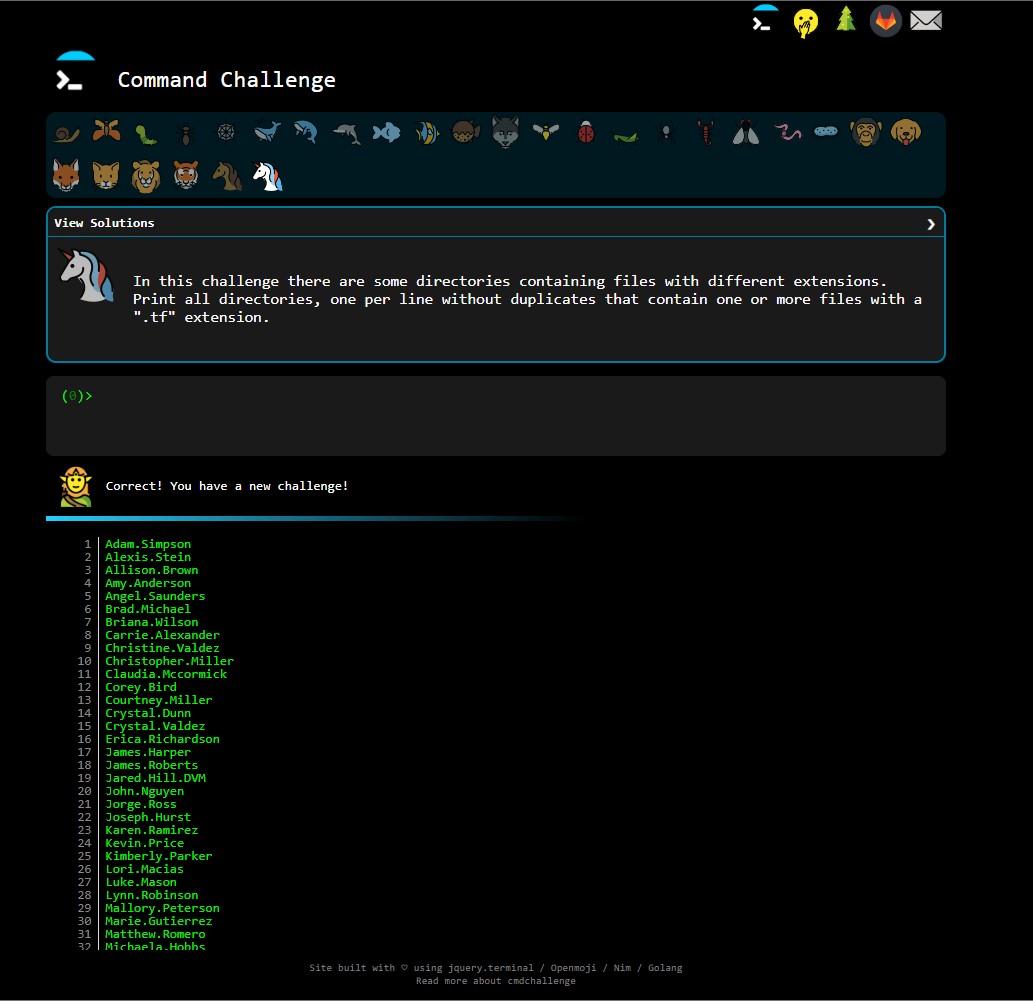 Command Challenge
View Solutions
In this challenge there are some directories containing files with different extensions.
Print all directories, one per line without duplicates that contain one or more files with a
".tf" extension.
(0)>
Correct! You have a new challenge!
1 Adam.Simpson
2 Alexis.Stein
3 Allison.Brown
4 Amy.Anderson
5 Angel.Saunders
6 Brad.Michael
7 Briana.Wilson
8 Carrie.Alexander
9 Christine.Valdez
10 Christopher.Miller
11 Claudia.Mccormick
12 Corey.Bird
13 Courtney.Miller
14 Crystal.Dunn
15 Crystal.Valdez
16 Erica.Richardson
17 James.Harper
18 James.Roberts
19 Jared.Hill.DVM
20 John.Nguyen
21 Jorge.Ross
22 Joseph.Hurst
23 Karen.Ramirez
24 Kevin.Price
25 Kimberly.Parker
26 Lori.Macias
27 Luke.Mason
28 Lynn.Robinson
29 Mallory.Peterson
30 Marie.Gutierrez
31 Matthew.Romero
32 Michaela.Hobbs
Site built with ♡ using jquery.terminal / Openmoji / Nim / Golang
Read more about cmdchallenge